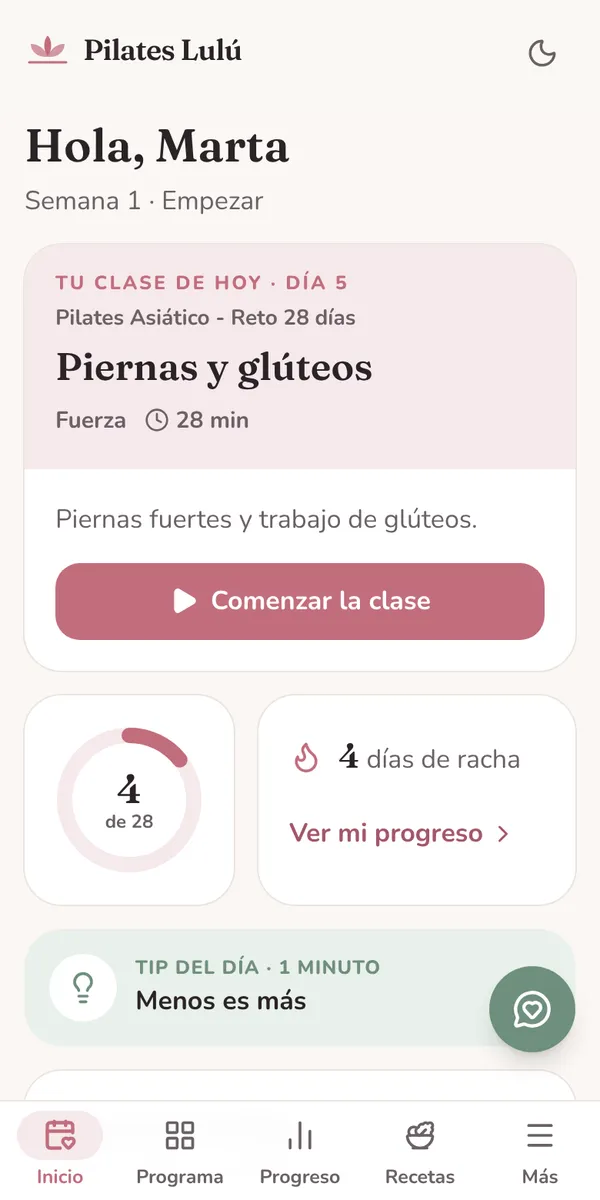 Pilates Lulú
Hola, Marta
Semana 1 · Empezar
TU CLASE DE HOY · DÍA 5
Pilates Asiático - Reto 28 días
Piernas y glúteos
Fuerza 28 min
Piernas fuertes y trabajo de glúteos.
Comenzar la clase
4
de 28
4 días de racha
Ver mi progreso
TIP DEL DÍA · 1 MINUTO
Menos es más
Inicio Programa Progreso Recetas Más